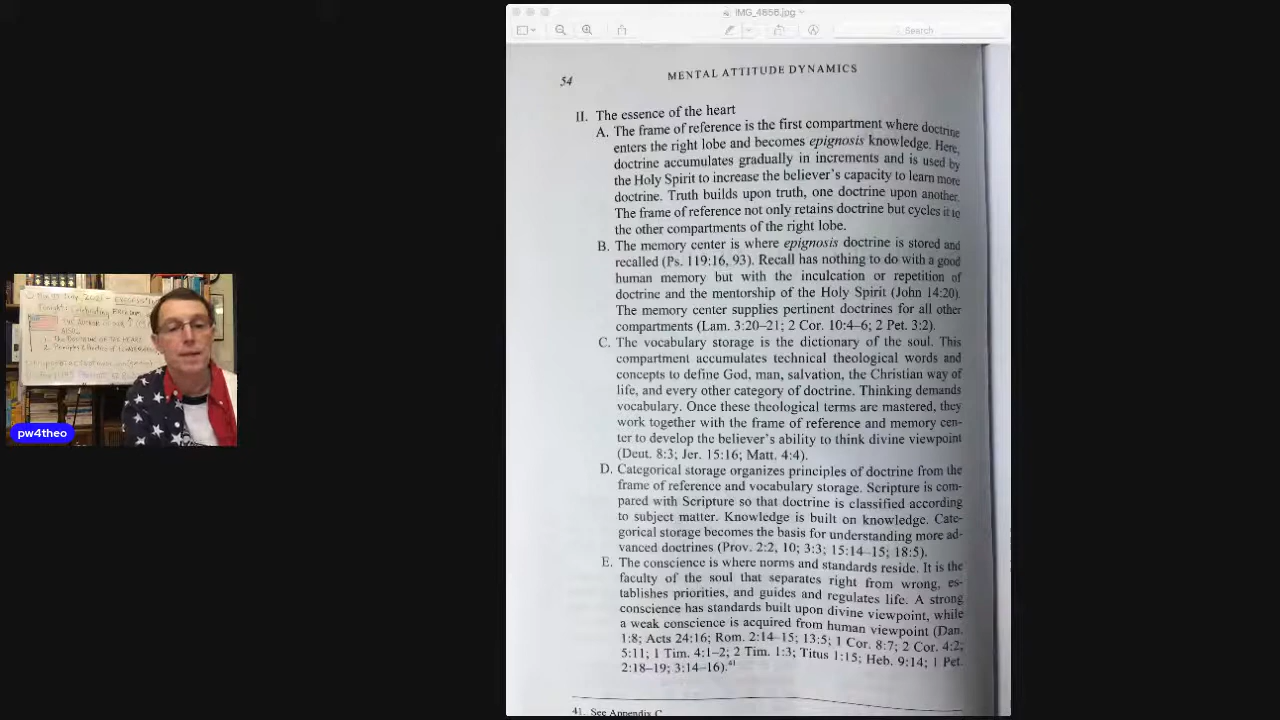 IMG_4656.jpg
Search
54
MENTAL ATTITUDE DYNAMICS
II. The essence of the heart
A. The frame of reference is the first compartment where doctrine
enters the right lobe and becomes epignosis knowledge. Here,
doctrine accumulates gradually in increments and is used by
the Holy Spirit to increase the believer's capacity to learn more
doctrine. Truth builds upon truth, one doctrine upon another.
The frame of reference not only retains doctrine but cycles it to
the other compartments of the right lobe.
B. The memory center is where epignosis doctrine is stored and
recalled (Ps. 119:16, 93). Recall has nothing to do with a good
human memory but with the inculcation or repetition of
doctrine and the mentorship of the Holy Spirit (John 14:20).
The memory center supplies pertinent doctrines for all other
compartments (Lam. 3:20–21; 2 Cor. 10:4–6; 2 Pet. 3:2).
C. The vocabulary storage is the dictionary of the soul. This
compartment accumulates technical theological words and
concepts to define God, man, salvation, the Christian way of
life, and every other category of doctrine. Thinking demands
vocabulary. Once these theological terms are mastered, they
work together with the frame of reference and memory cen-
ter to develop the believer's ability to think divine viewpoint
(Deut. 8:3; Jer. 15:16; Matt. 4:4).
D. Categorical storage organizes principles of doctrine from the
frame of reference and vocabulary storage. Scripture is com-
pared with Scripture so that doctrine is classified according
to subject matter. Knowledge is built on knowledge. Cate-
gorical storage becomes the basis for understanding more ad-
vanced doctrines (Prov. 2:2, 10; 3:3; 15:14–15; 18:5).
E. The conscience is where norms and standards reside. It is the
faculty of the soul that separates right from wrong, es-
tablishes priorities, and guides and regulates life. A strong
conscience has standards built upon divine viewpoint, while
a weak conscience is acquired from human viewpoint (Dan.
1:8; Acts 24:16; Rom. 2:14–15; 13:5; 1 Cor. 8:7; 2 Cor. 4:2;
5:11; 1 Tim. 4:1–2; 2 Tim. 1:3; Titus 1:15; Heb. 9:14; 1 Pet.
2:18–19; 3:14–16).41
41. See Appendix C
pw4theo